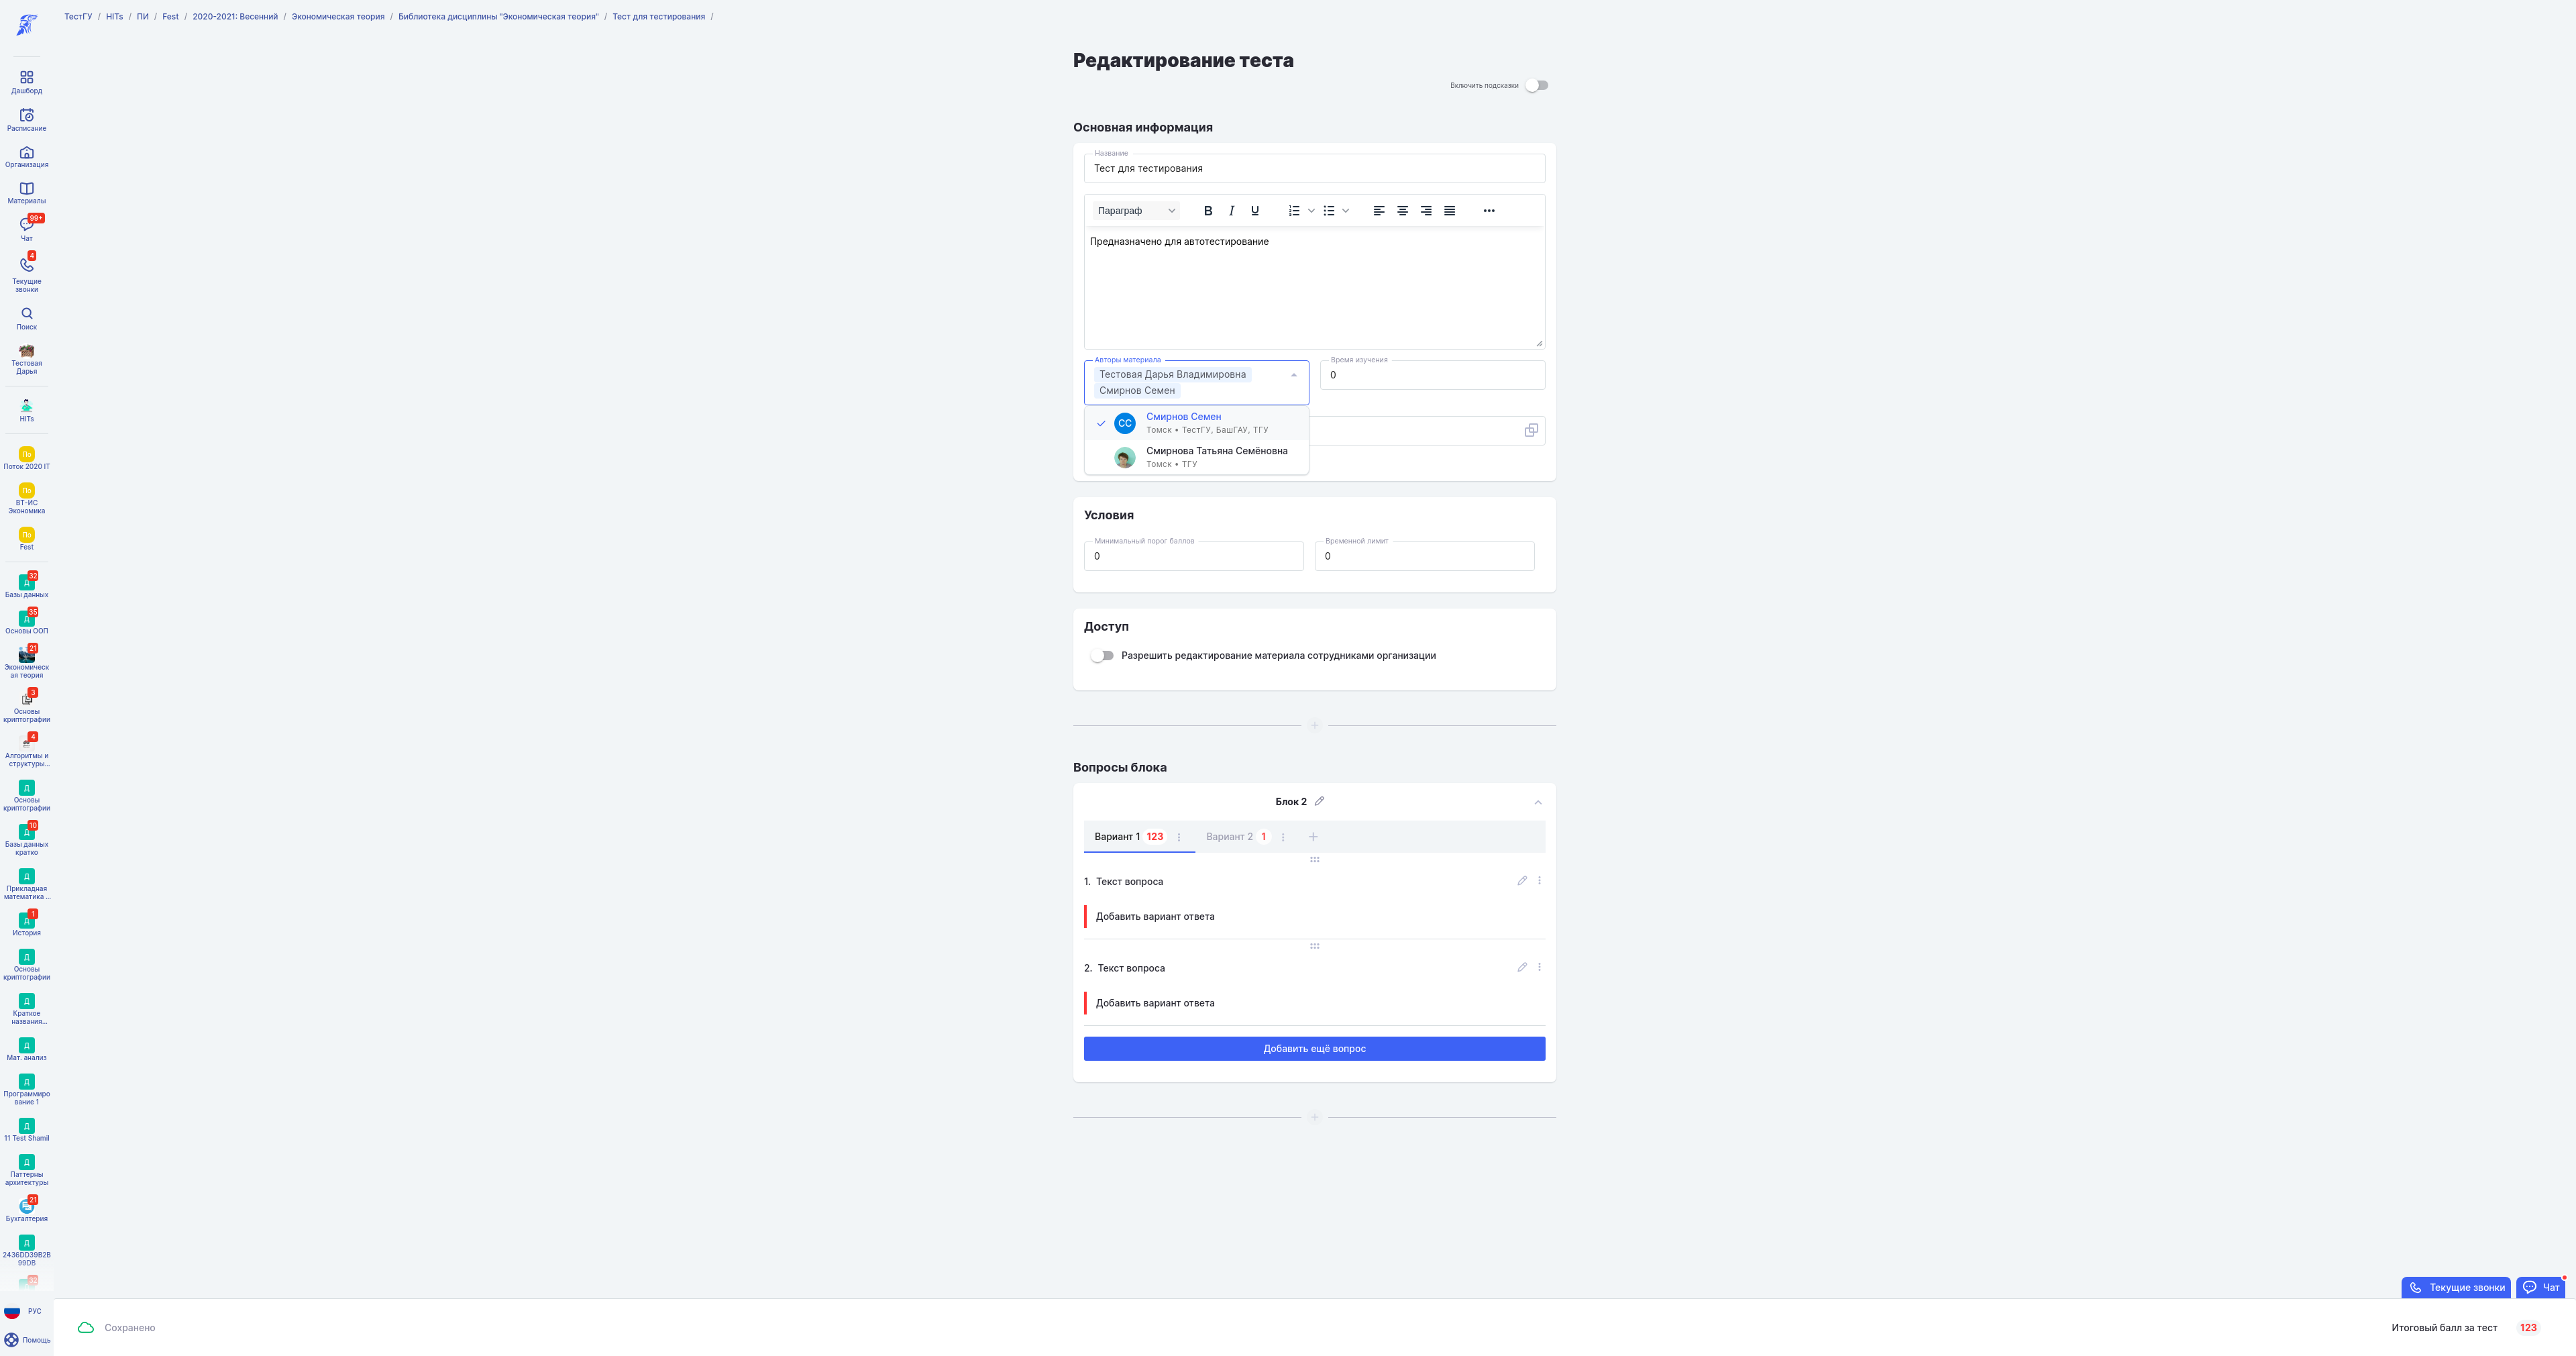 ТестГУ / HITs / ПИ / Fest / 2020-2021: Весенний / Экономическая теория / Библиотека дисциплины "Экономическая теория" / Тест для тестирования /
Дашборд
Расписание
Организация
Материалы
99+
Чат
4
Текущие
звонки
Поиск
Тестовая
Дарья
HITs
По
Поток 2020 IT
По
ВТ-ИС
Экономика
По
Fest
Д
32
Базы данных
Д
35
Основы ООП
21
Экономическ
ая теория
3
Основы
криптографии
4
Алгоритмы и
структуры...
Д
Основы
криптографии
Д
10
Базы данных
кратко
Д
Прикладная
математика ...
Д
1
История
Д
Основы
криптографии
Д
Краткое
названия...
Д
Мат. анализ
Д
Программиро
вание 1
Д
11 Test Shamil
Д
Паттерны
архитектуры
21
Бухгалтерия
Д
2436DD39B2B
99DB
32
РУС
Помощь
Редактирование теста
Включить подсказки
Основная информация
Название
Тест для тестирования
Параграф B I U
Предназначено для автотестирование
Авторы материала
Тестовая Дарья Владимировна
Смирнов Семен
Время изучения
0
СС
Смирнов Семен
Томск • ТестГУ, БашГАУ, ТГУ
Смирнова Татьяна Семёновна
Томск • ТГУ
Условия
Минимальный порог баллов
0
Временной лимит
0
Доступ
Разрешить редактирование материала сотрудниками организации
Вопросы блока
Блок 2
Вариант 1 123 Вариант 2 1
1. Текст вопроса
Добавить вариант ответа
2. Текст вопроса
Добавить вариант ответа
Добавить ещё вопрос
Текущие звонки
Чат
Сохранено
Итоговый балл за тест 123